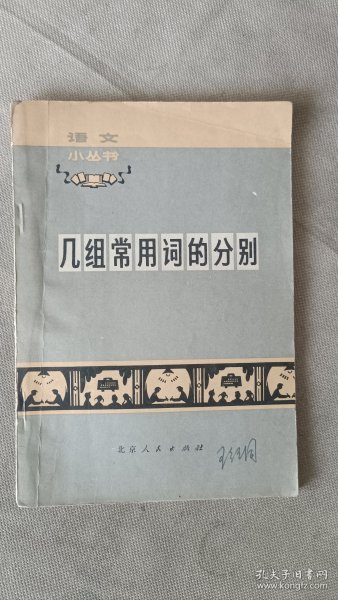 语文
小丛书
几组常用词的分别
北京人民出版社
孔夫子旧书网